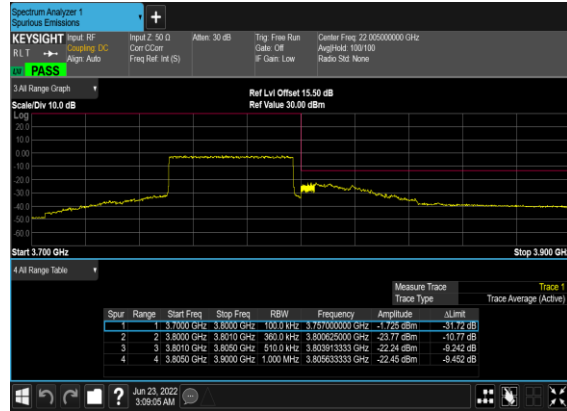 Spectrum Analyzer 1
Spurious Emissions
KEYSIGHT Input: RF Input Z: 50 Ω Atten: 30 dB Trig: Free Run Center Freq: 22.005000000 GHz
RLT Coupling: DC Corr CCorr Gate: Off Avg|Hold: 100/100
Align: Auto Freq Ref: Int (S) IF Gain: Low Radio Std: None
PASS
3 All Range Graph
Ref Lvl Offset 15.50 dB
Scale/Div 10.0 dB Ref Value 30.00 dBm
Log
20.0
10.0
0.00
-10.0
-20.0
-30.0
-40.0
-50.0
-60.0
Start 3.700 GHz Stop 3.900 GH
4 All Range Table
Measure Trace Trace 1
Trace Type Trace Average (Active)
Spur Range Start Freq Stop Freq RBW Frequency Amplitude ΔLimit
1 1 3.7000 GHz 3.8000 GHz 100.0 kHz 3.757000000 GHz -1.725 dBm -31.72 dB
2 2 3.8000 GHz 3.8010 GHz 360.0 kHz 3.800625000 GHz -23.77 dBm -10.77 dB
3 3 3.8010 GHz 3.8050 GHz 510.0 kHz 3.803913333 GHz -22.24 dBm -9.242 dB
4 4 3.8050 GHz 3.9000 GHz 1.000 MHz 3.805633333 GHz -22.45 dBm -9.452 dB
? Jun 23, 2022
3:09:05 AM